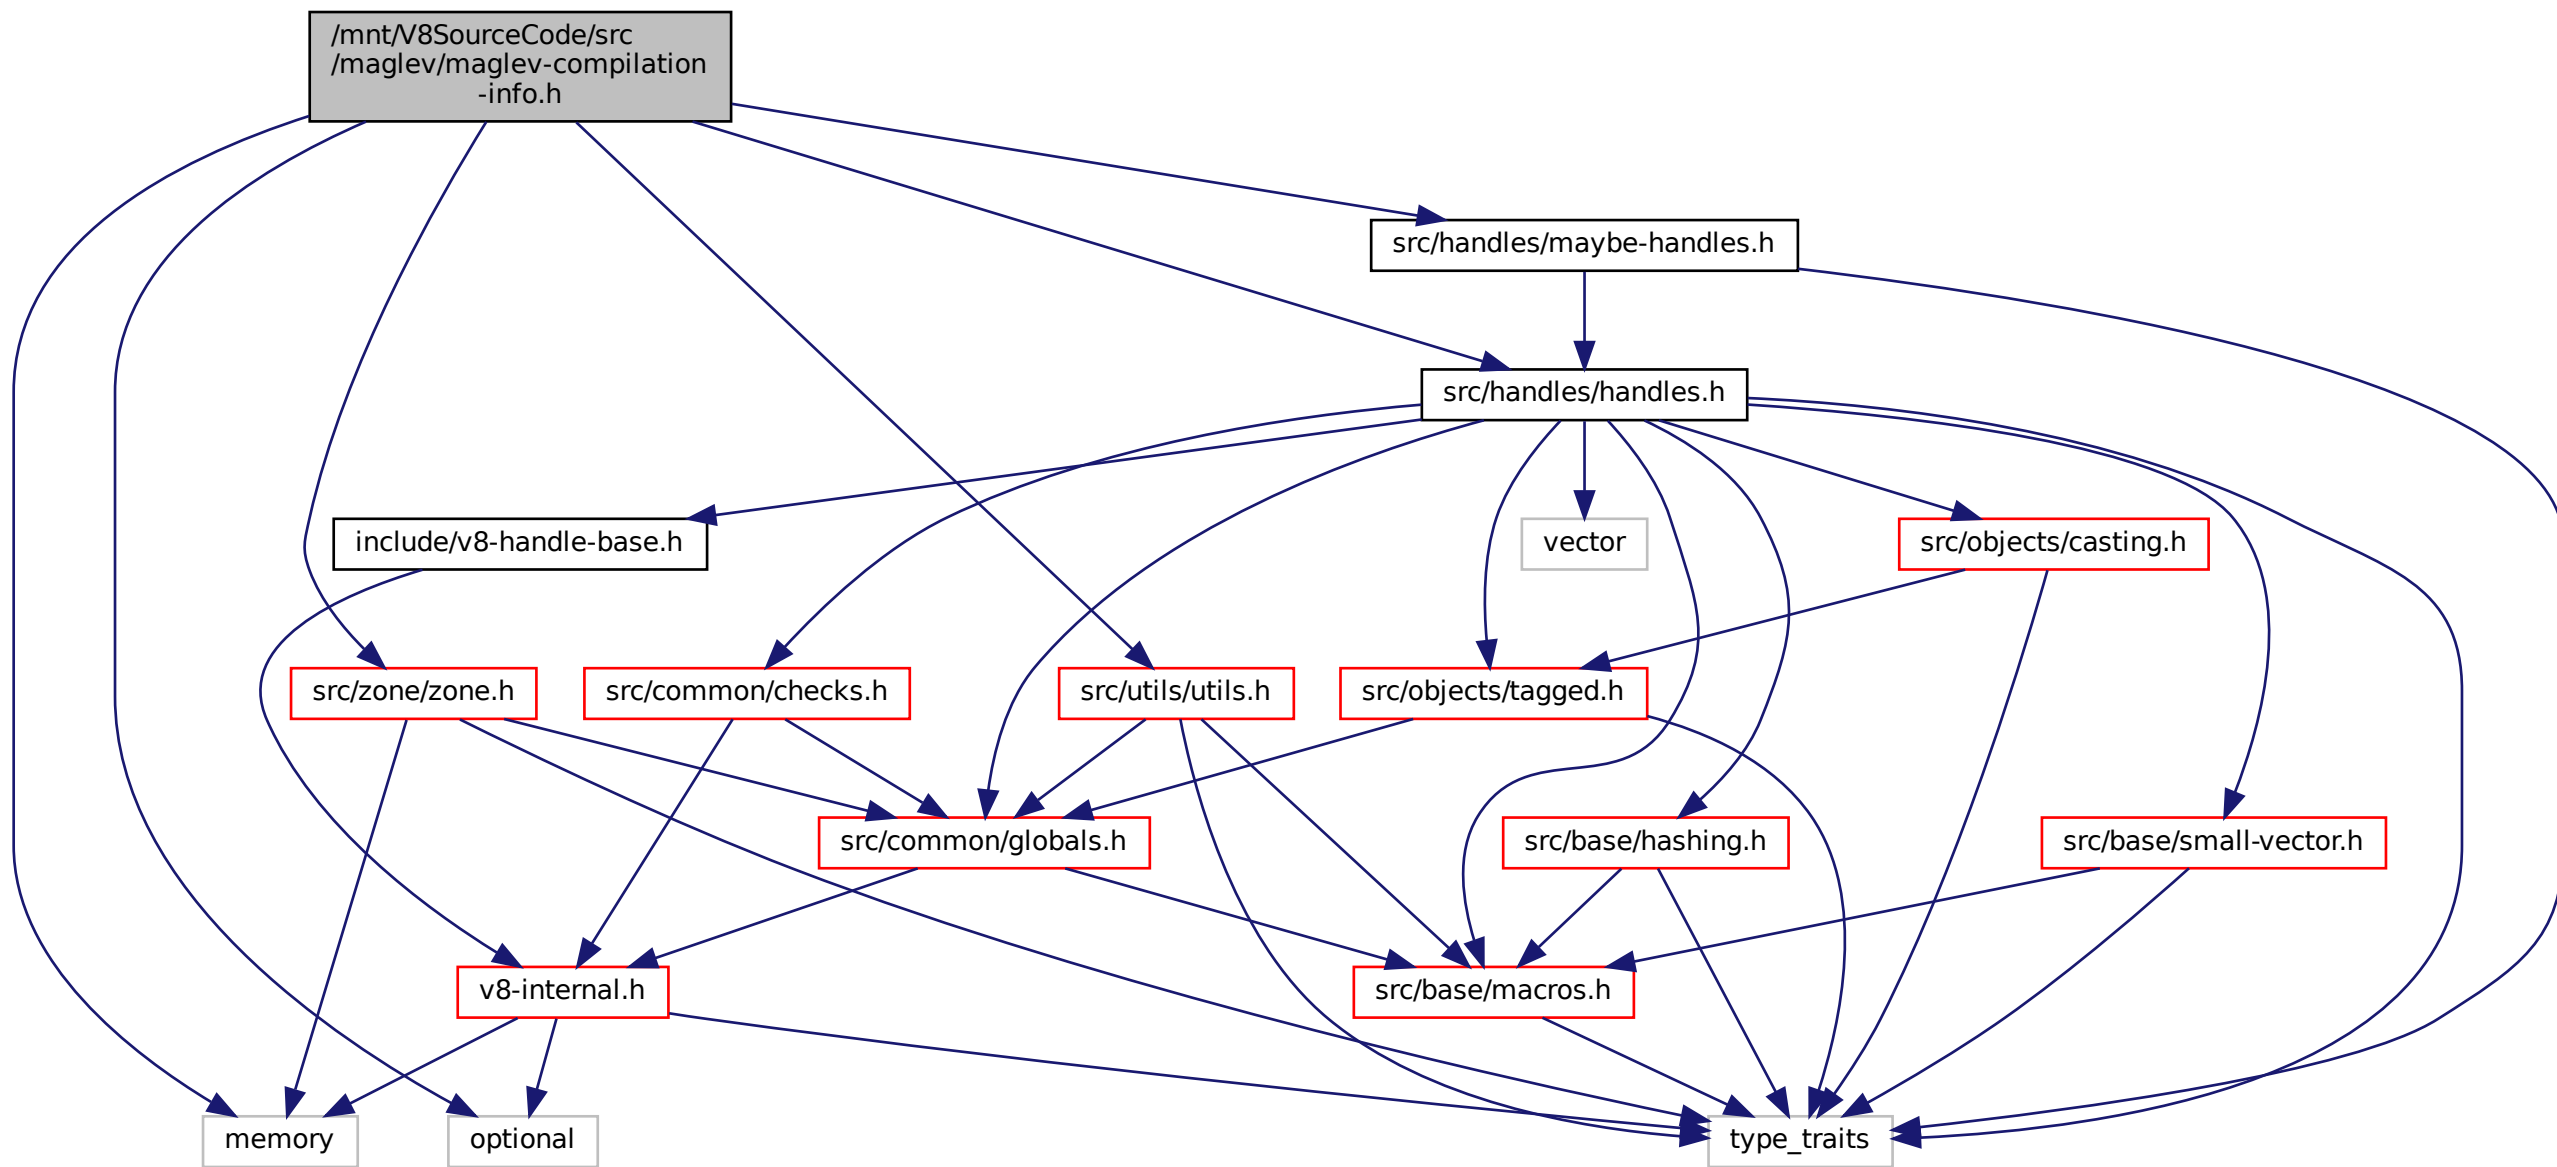 /mnt/V8SourceCode/src
/maglev/maglev-compilation
-info.h
src/handles/maybe-handles.h
src/handles/handles.h
include/v8-handle-base.h
vector
src/objects/casting.h
src/zone/zone.h
src/common/checks.h
src/utils/utils.h
src/objects/tagged.h
src/common/globals.h
src/base/hashing.h
src/base/small-vector.h
v8-internal.h
src/base/macros.h
memory
optional
type_traits